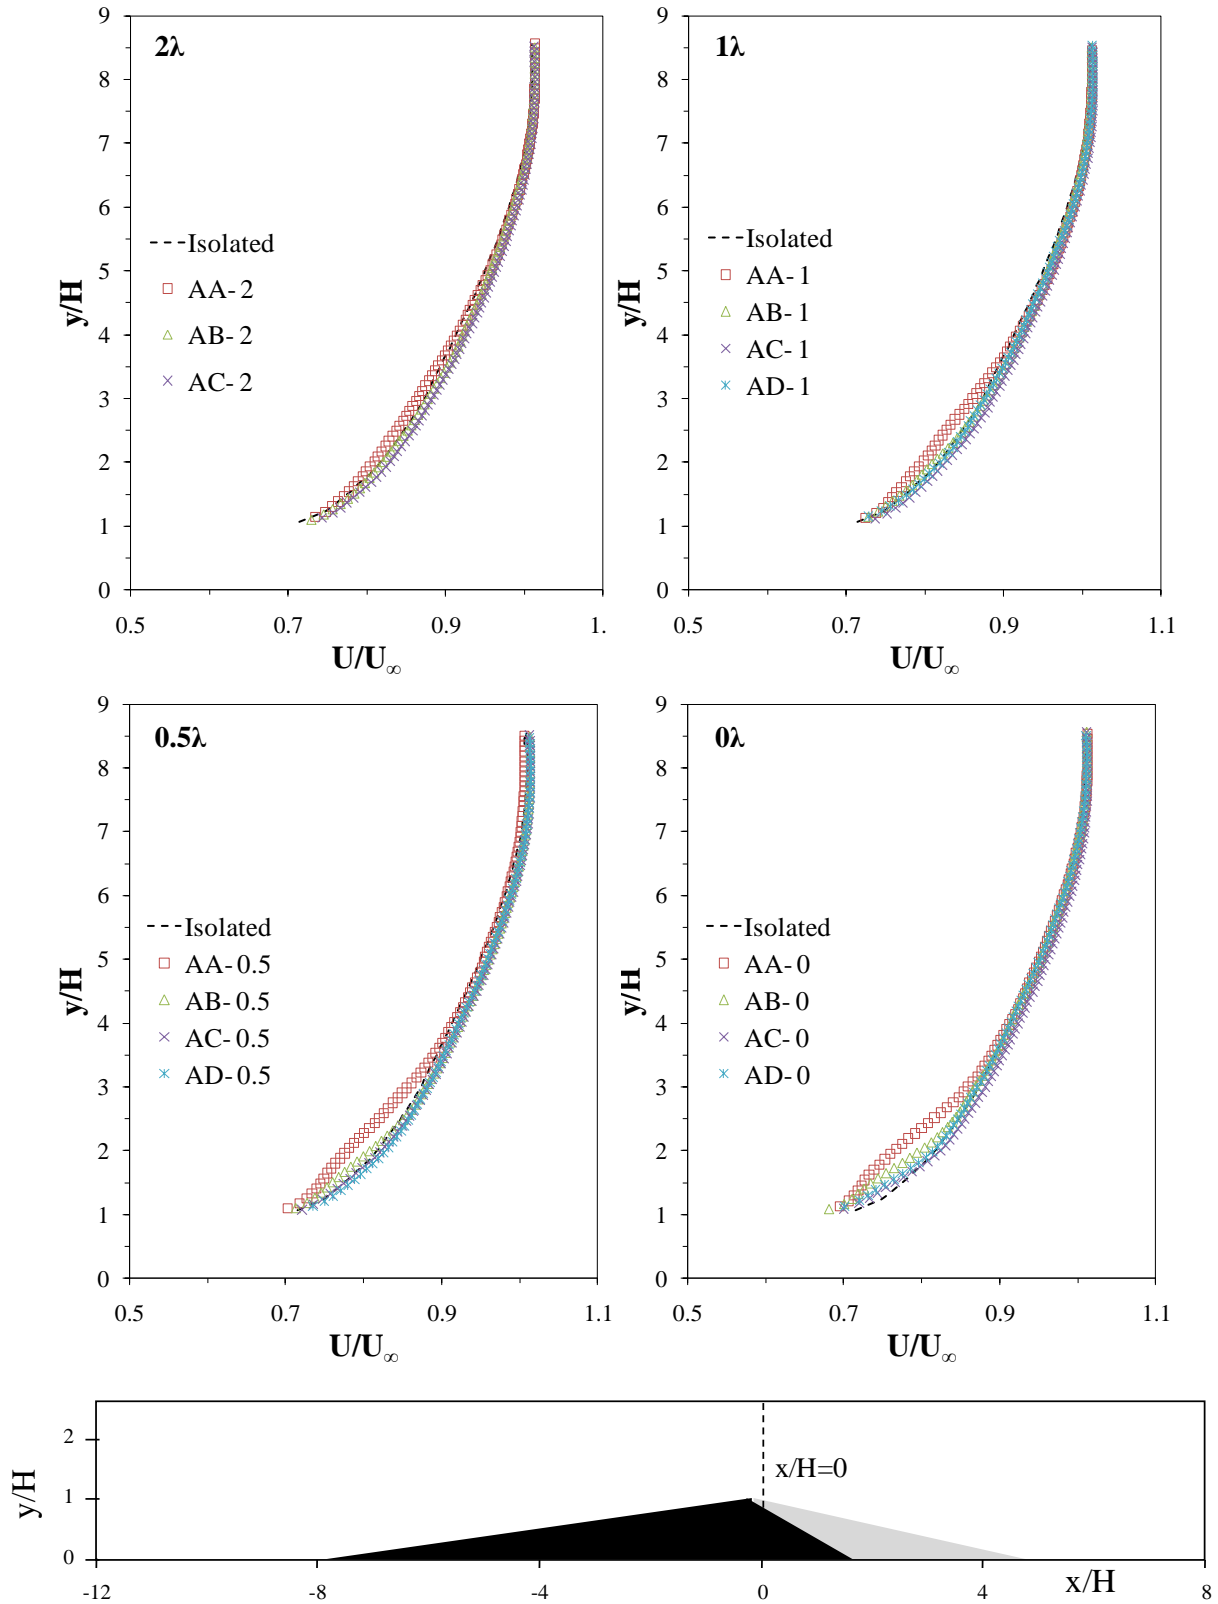 2λ
9
8
7
6
5
4
3
2
1
0
y/H
Isolated
AA-2
AB-2
AC-2
0.5 0.7 0.9 1.
U/U∞
1λ
9
8
7
6
5
4
3
2
1
0
y/H
Isolated
AA-1
AB-1
AC-1
AD-1
0.5 0.7 0.9 1.1
U/U∞
0.5λ
9
8
7
6
5
4
3
2
1
0
y/H
Isolated
AA-0.5
AB-0.5
AC-0.5
AD-0.5
0.5 0.7 0.9 1.1
U/U∞
0λ
9
8
7
6
5
4
3
2
1
0
y/H
Isolated
AA-0
AB-0
AC-0
AD-0
0.5 0.7 0.9 1.1
U/U∞
2
1
0
y/H
x/H=0
-12 -8 -4 0 4 8
x/H